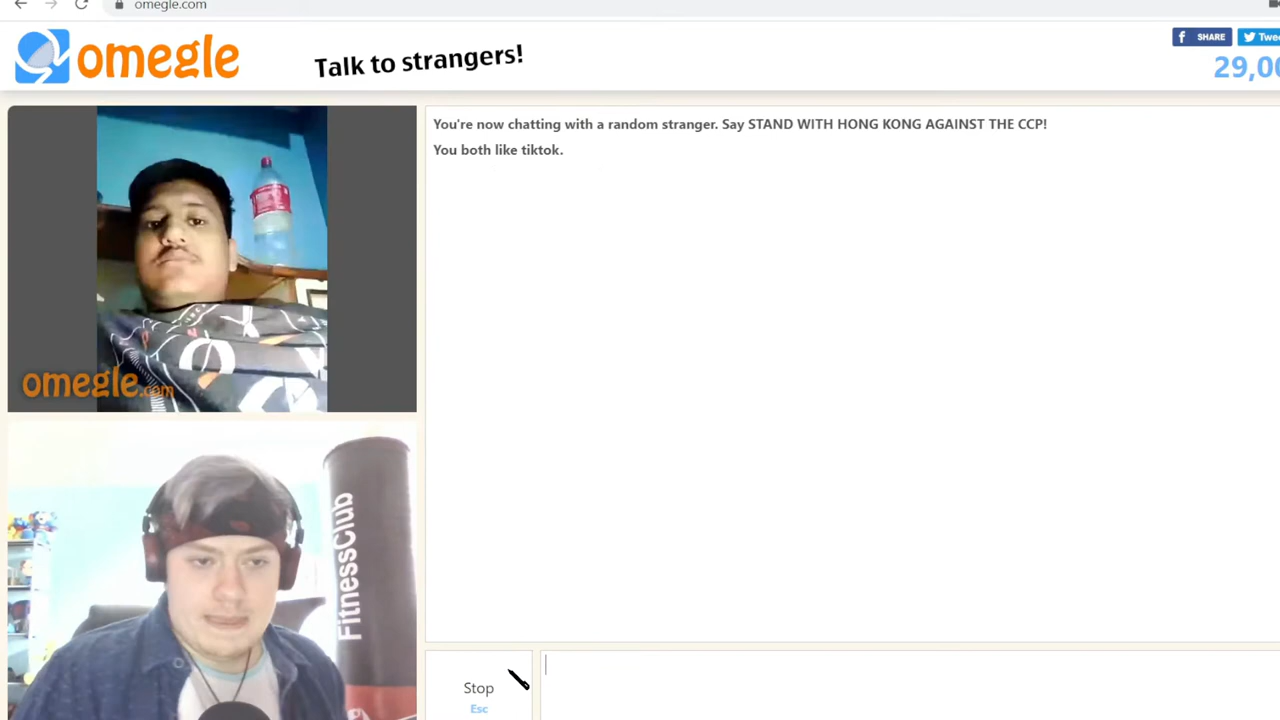 omegle.com
omegle
Talk to strangers!
SHARE
Twee
29,00
You're now chatting with a random stranger. Say STAND WITH HONG KONG AGAINST THE CCP!
You both like tiktok.
omegle.com
FitnessClub
Stop
Esc